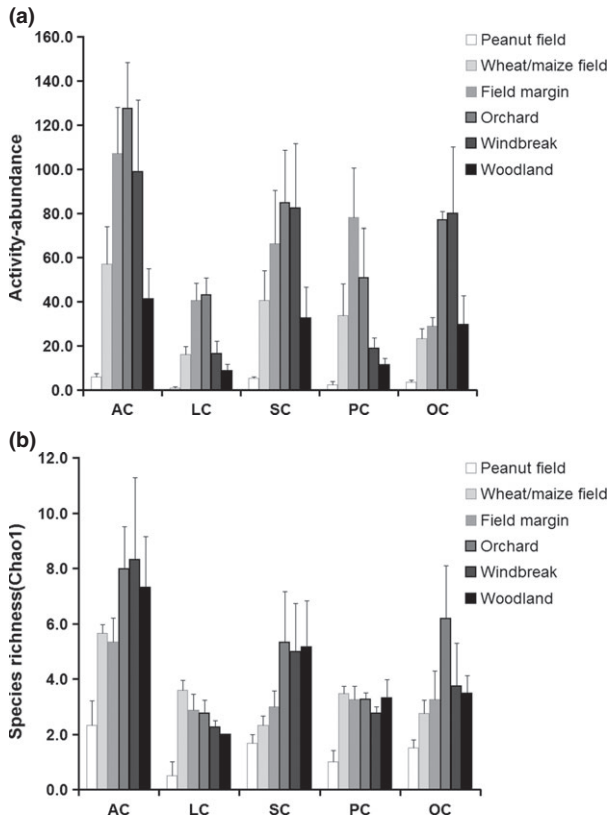 (a)
160.0
140.0
120.0
100.0
80.0
60.0
40.0
20.0
0.0
Activity-abundance
AC LC SC PC OC
Peanut field
Wheat/maize field
Field margin
Orchard
Windbreak
Woodland
(b)
12.0
10.0
8.0
6.0
4.0
2.0
0.0
Species richness(Chao1)
AC LC SC PC OC
Peanut field
Wheat/maize field
Field margin
Orchard
Windbreak
Woodland